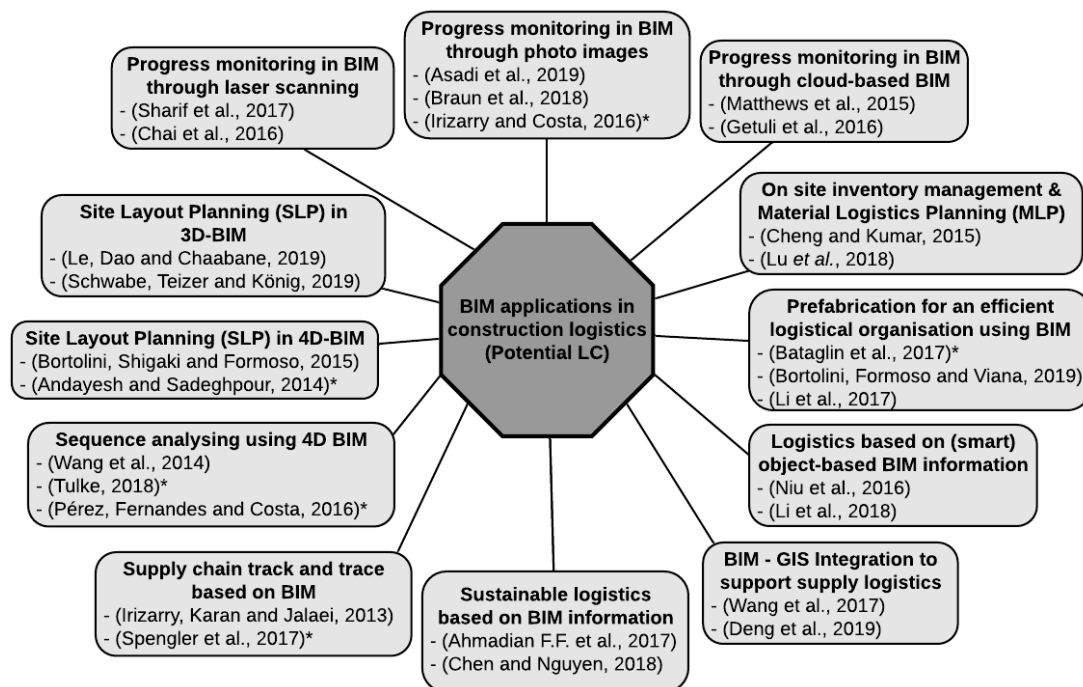 Progress monitoring in BIM
through laser scanning
- (Sharif et al., 2017)
- (Chai et al., 2016)
Progress monitoring in BIM
through photo images
- (Asadi et al., 2019)
- (Braun et al., 2018)
- (Irizarry and Costa, 2016)*
Progress monitoring in BIM
through cloud-based BIM
- (Matthews et al., 2015)
- (Getuli et al., 2016)
Site Layout Planning (SLP) in
3D-BIM
- (Le, Dao and Chaabane, 2019)
- (Schwabe, Teizer and König, 2019)
On site inventory management &
Material Logistics Planning (MLP)
- (Cheng and Kumar, 2015)
- (Lu et al., 2018)
BIM applications in
construction logistics
(Potential LC)
Site Layout Planning (SLP) in 4D-BIM
- (Bortolini, Shigaki and Formoso, 2015)
- (Andayesh and Sadeghpour, 2014)*
Prefabrication for an efficient
logistical organisation using BIM
- (Bataglin et al., 2017)*
- (Bortolini, Formoso and Viana, 2019)
- (Li et al., 2017)
Sequence analysing using 4D BIM
- (Wang et al., 2014)
- (Tulke, 2018)*
- (Pérez, Fernandes and Costa, 2016)*
Logistics based on (smart)
object-based BIM information
- (Niu et al., 2016)
- (Li et al., 2018)
Supply chain track and trace
based on BIM
- (Irizarry, Karan and Jalaei, 2013)
- (Spengler et al., 2017)*
Sustainable logistics
based on BIM information
- (Ahmadian F.F. et al., 2017)
- (Chen and Nguyen, 2018)
BIM - GIS Integration to
support supply logistics
- (Wang et al., 2017)
- (Deng et al., 2019)